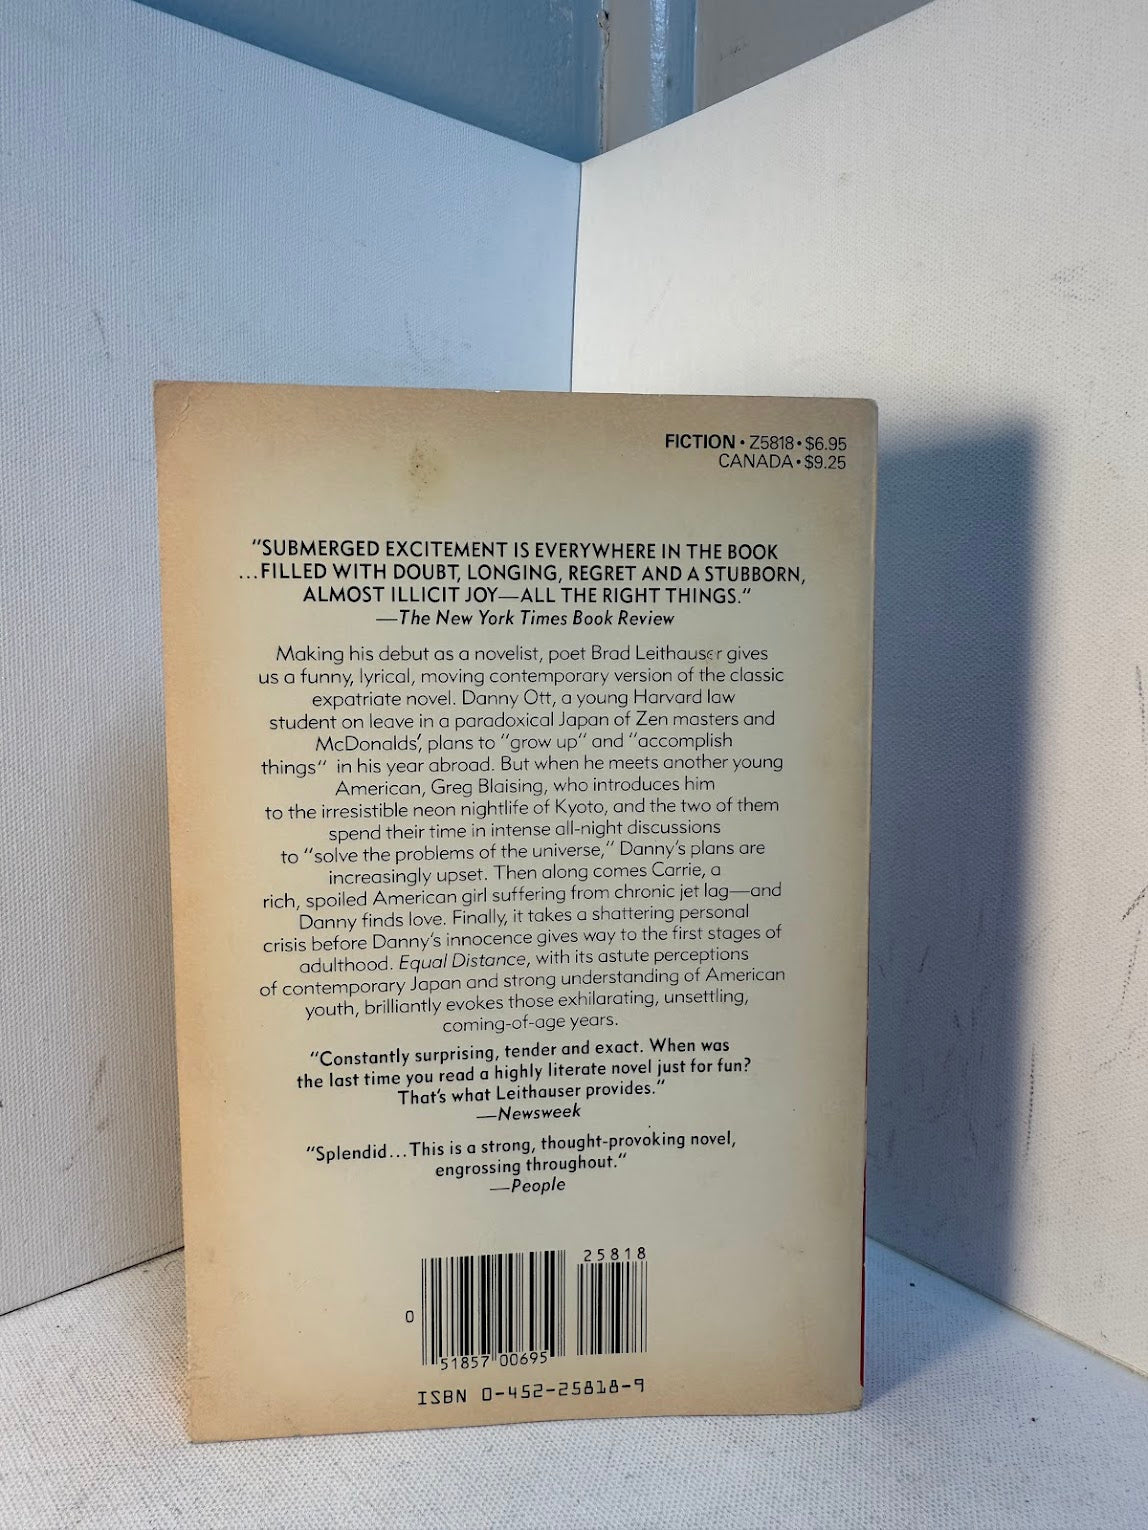 FICTION • Z5818 • $6.95
CANADA • $9.25
"SUBMERGED EXCITEMENT IS EVERYWHERE IN THE BOOK
...FILLED WITH DOUBT, LONGING, REGRET AND A STUBBORN,
ALMOST ILLICIT JOY—ALL THE RIGHT THINGS."
—The New York Times Book Review
Making his debut as a novelist, poet Brad Leithauser gives
us a funny, lyrical, moving contemporary version of the classic
expatriate novel. Danny Ott, a young Harvard law
student on leave in a paradoxical Japan of Zen masters and
McDonalds', plans to "grow up" and "accomplish
things" in his year abroad. But when he meets another young
American, Greg Blaising, who introduces him
to the irresistible neon nightlife of Kyoto, and the two of them
spend their time in intense all-night discussions
to "solve the problems of the universe," Danny's plans are
increasingly upset. Then along comes Carrie, a
rich, spoiled American girl suffering from chronic jet lag—and
Danny finds love. Finally, it takes a shattering personal
crisis before Danny's innocence gives way to the first stages of
adulthood. Equal Distance, with its astute perceptions
of contemporary Japan and strong understanding of American
youth, brilliantly evokes those exhilarating, unsettling,
coming-of-age years.
"Constantly surprising, tender and exact. When was
the last time you read a highly literate novel just for fun?
That's what Leithauser provides."
—Newsweek
"Splendid...This is a strong, thought-provoking novel,
engrossing throughout."
—People
25818
0
51857 00695
ISBN 0-452-25818-9